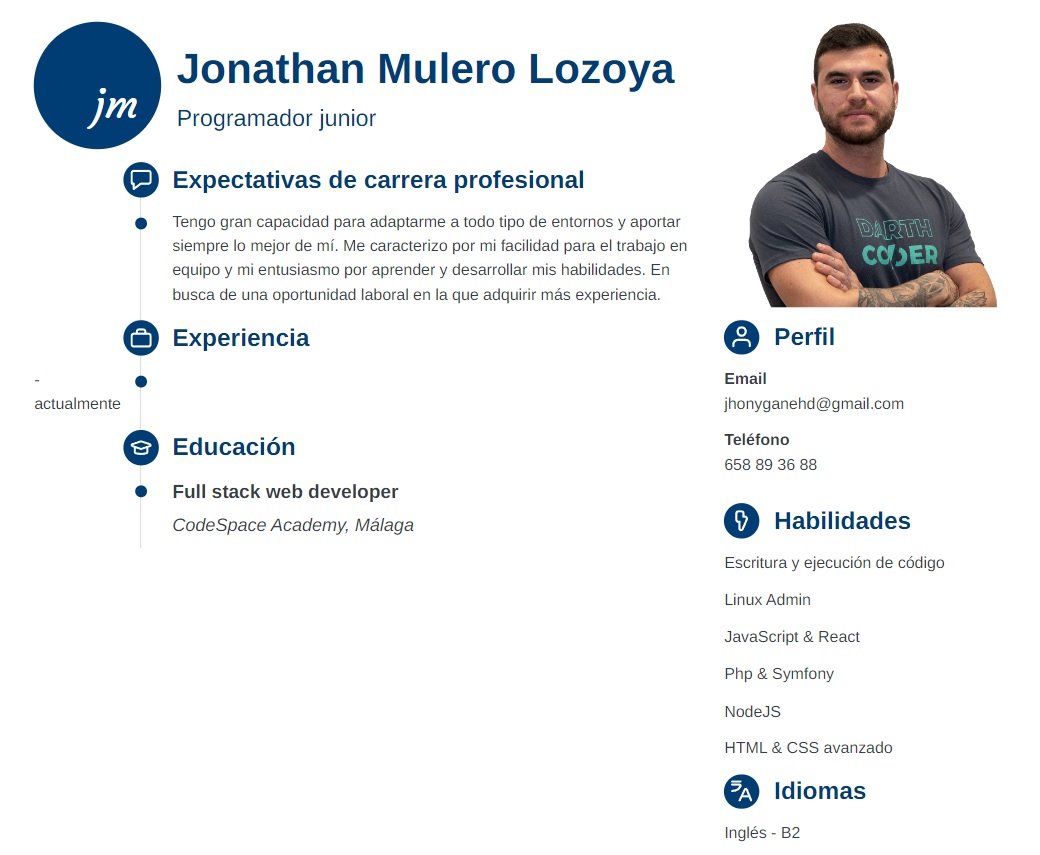 jm
Jonathan Mulero Lozoya
Programador junior
Expectativas de carrera profesional
Tengo gran capacidad para adaptarme a todo tipo de entornos y aportar
siempre lo mejor de mí. Me caracterizo por mi facilidad para el trabajo en
equipo y mi entusiasmo por aprender y desarrollar mis habilidades. En
busca de una oportunidad laboral en la que adquirir más experiencia.
Experiencia
-
actualmente
Educación
Full stack web developer
CodeSpace Academy, Málaga
DARTH
CODER
Perfil
Email
jhonyganehd@gmail.com
Teléfono
658 89 36 88
Habilidades
Escritura y ejecución de código
Linux Admin
JavaScript & React
Php & Symfony
NodeJS
HTML & CSS avanzado
Idiomas
Inglés - B2